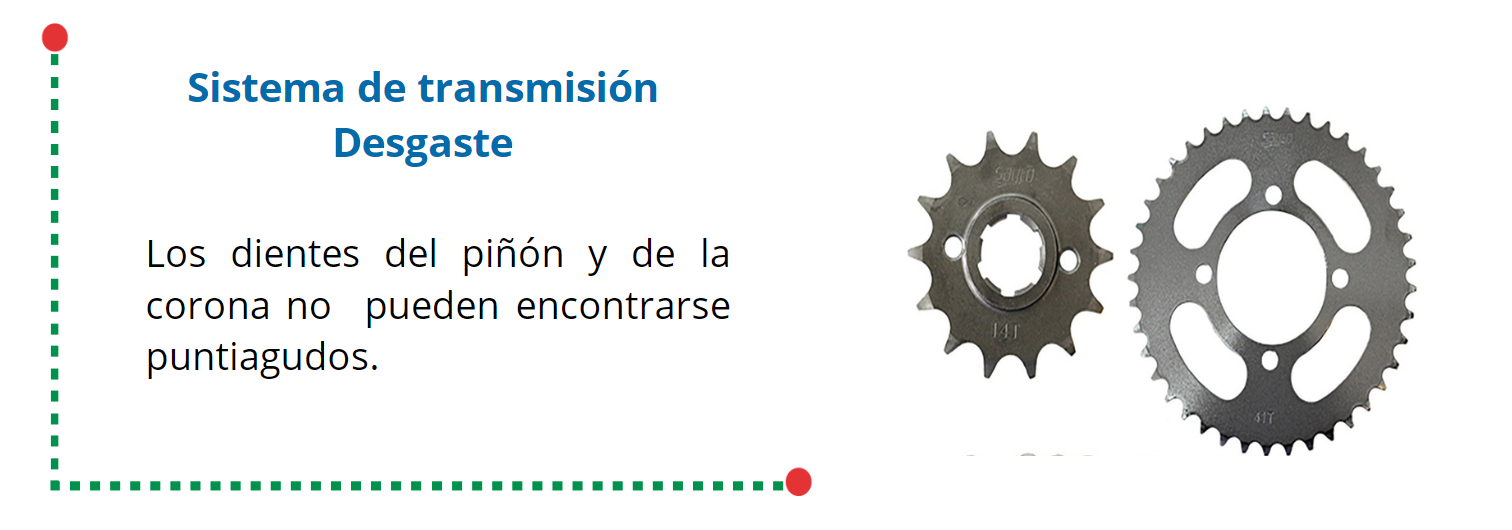 Sistema de transmisión
Desgaste
Los dientes del piñón y de la
corona no pueden encontrarse
puntiagudos.
14T
41T